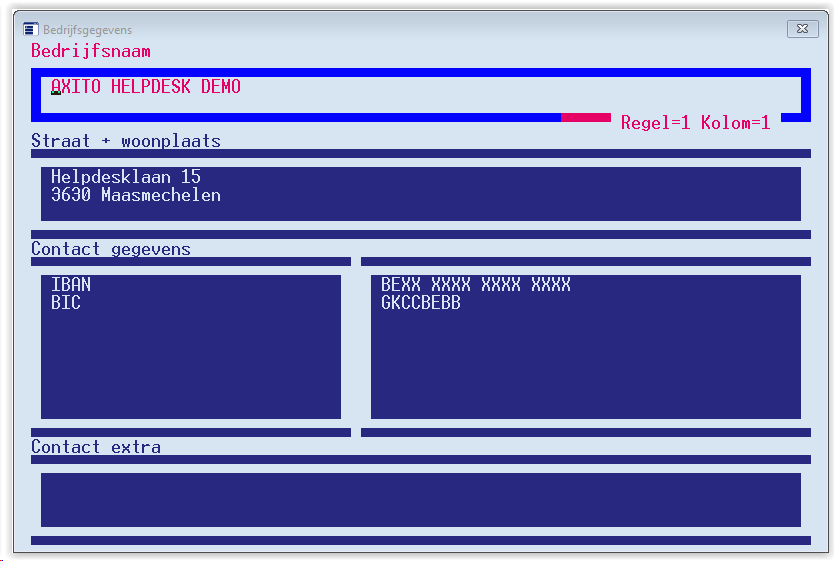 Bedrijfsgegevens
Bedrijfsnaam
AXITO HELPDESK DEMO
Regel=1 Kolom=1
Straat + woonplaats
Helpdesklaan 15
3630 Maasmechelen
Contact gegevens
IBAN BEXX XXXX XXXX XXXX
BIC GKCCBEBB
Contact extra